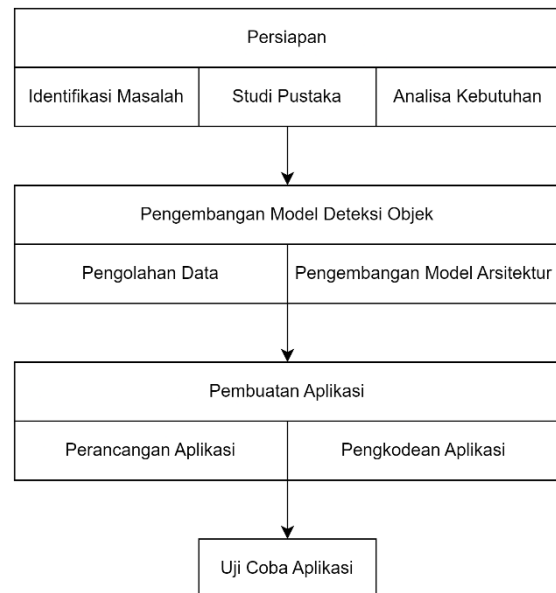 Persiapan
Identifikasi Masalah
Studi Pustaka
Analisa Kebutuhan
Pengembangan Model Deteksi Objek
Pengolahan Data
Pengembangan Model Arsitektur
Pembuatan Aplikasi
Perancangan Aplikasi
Pengkodean Aplikasi
Uji Coba Aplikasi